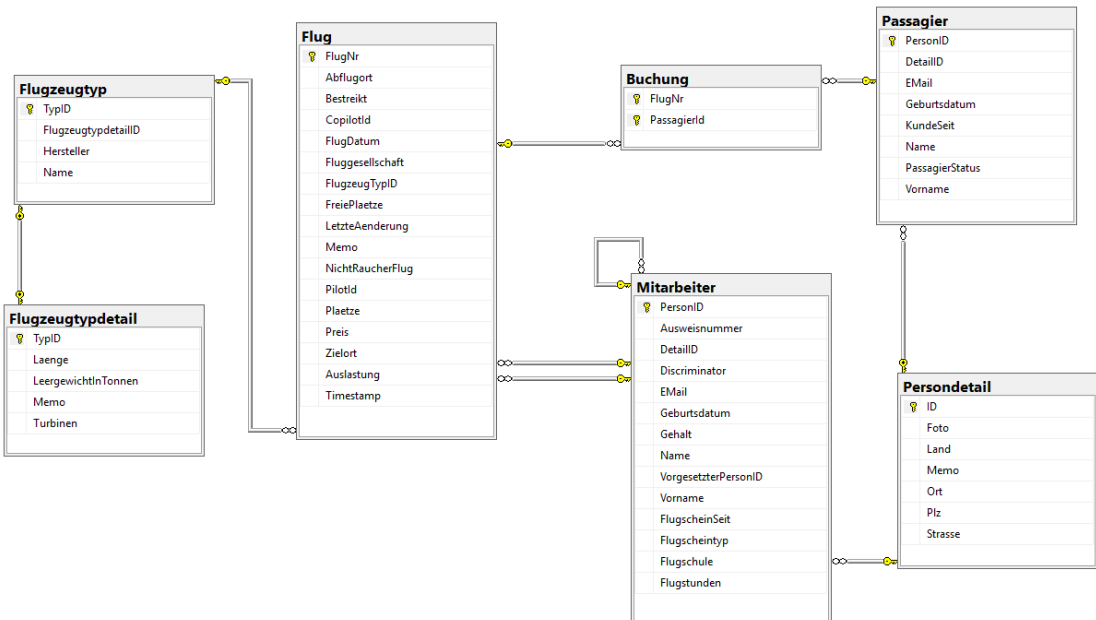 Flugzeugtyp
TypID
FlugzeugtypdetailID
Hersteller
Name
Flugzeugtypdetail
TypID
Laenge
LeergewichtInTonnen
Memo
Turbinen
Flug
FlugNr
Abflugort
Bestreikt
CopilotId
FlugDatum
Fluggesellschaft
FlugzeugTypID
FreiePlaetze
LetzteAenderung
Memo
NichtRaucherFlug
PilotId
Plaetze
Preis
Zielort
Auslastung
Timestamp
Buchung
FlugNr
PassagierId
Mitarbeiter
PersonID
Ausweisnummer
DetailID
Discriminator
EMail
Geburtsdatum
Gehalt
Name
VorgesetzterPersonID
Vorname
FlugscheinSeit
Flugscheintyp
Flugschule
Flugstunden
Passagier
PersonID
DetailID
EMail
Geburtsdatum
KundeSeit
Name
PassagierStatus
Vorname
Persondetail
ID
Foto
Land
Memo
Ort
Plz
Strasse